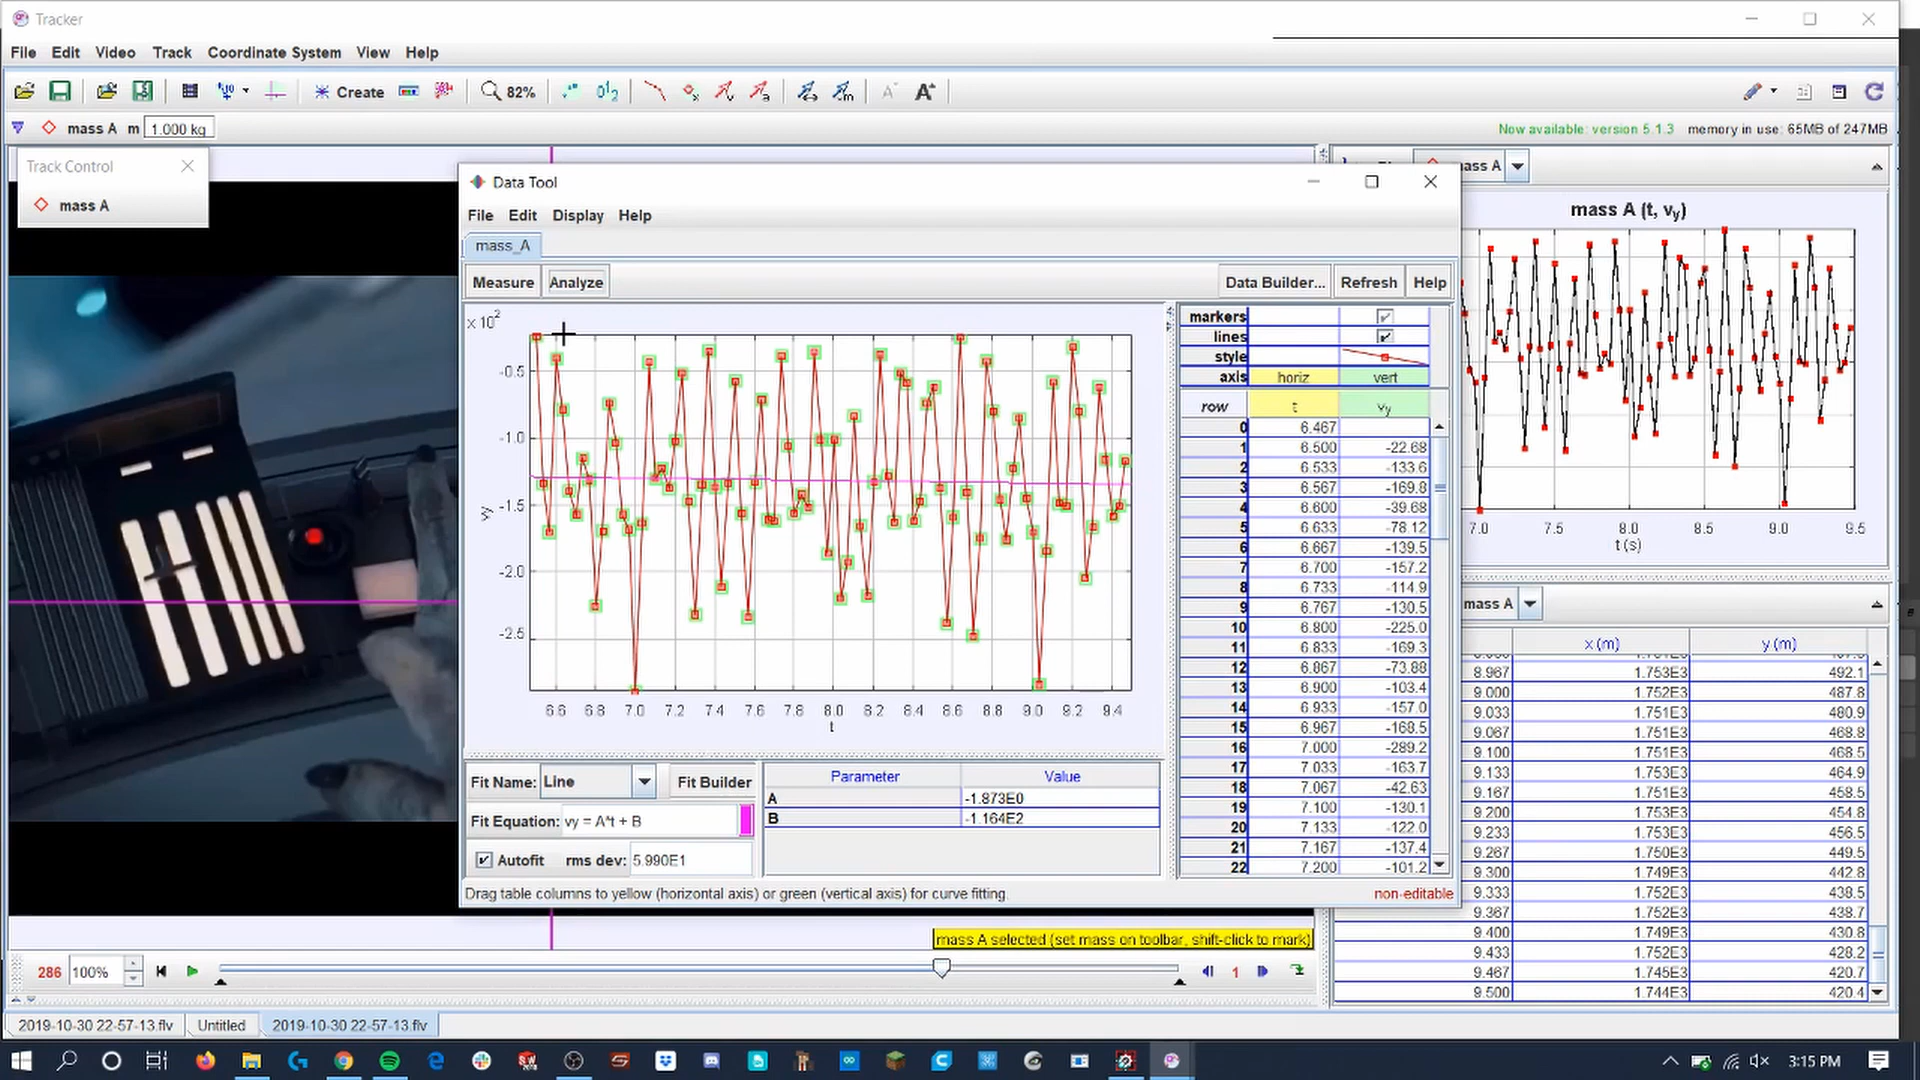 Tracker
File Edit Video Track Coordinate System View Help
Create 82%
mass A m 1.000 kg
Now available: version 5.1.3 memory in use: 65MB of 247MB
Track Control
mass A
Data Tool
File Edit Display Help
mass_A
Measure Analyze
Data Builder... Refresh Help
x 10²
-0.5
-1.0
-1.5
-2.0
-2.5
vy
6.6 6.8 7.0 7.2 7.4 7.6 7.8 8.0 8.2 8.4 8.6 8.8 9.0 9.2 9.4
t
markers
lines
style
axis horiz vert
row t vy
0 6.467
1 6.500 -22.68
2 6.533 -133.6
3 6.567 -169.8
4 6.600 -39.68
5 6.633 -78.12
6 6.667 -139.5
7 6.700 -157.2
8 6.733 -114.9
9 6.767 -130.5
10 6.800 -225.0
11 6.833 -169.3
12 6.867 -73.88
13 6.900 -103.4
14 6.933 -157.0
15 6.967 -168.5
16 7.000 -289.2
17 7.033 -163.7
18 7.067 -42.63
19 7.100 -130.1
20 7.133 -122.0
21 7.167 -137.4
22 7.200 -101.2
Fit Name: Line Fit Builder
Fit Equation: vy = A*t + B
Autofit rms dev: 5.990E1
Parameter Value
A -1.873E0
B -1.164E2
Drag table columns to yellow (horizontal axis) or green (vertical axis) for curve fitting.
non-editable
mass A
mass A (t, vy)
7.0 7.5 8.0 8.5 9.0 9.5
t (s)
mass A
x (m) y (m)
8.967 1.753E3 492.1
9.000 1.752E3 487.8
9.033 1.751E3 480.9
9.067 1.751E3 468.8
9.100 1.751E3 468.5
9.133 1.753E3 464.9
9.167 1.751E3 458.5
9.200 1.753E3 454.8
9.233 1.753E3 456.5
9.267 1.750E3 449.5
9.300 1.749E3 442.8
9.333 1.752E3 438.5
9.367 1.752E3 438.7
9.400 1.749E3 430.8
9.433 1.752E3 428.2
9.467 1.745E3 420.7
9.500 1.744E3 420.4
mass A selected (set mass on toolbar, shift-click to mark)
286 100%
1
2019-10-30 22-57-13.flv Untitled 2019-10-30 22-57-13.flv
3:15 PM